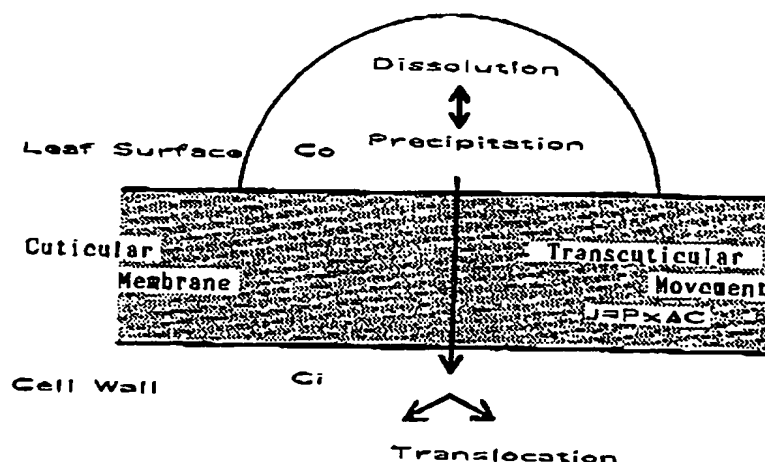 Dissolution
Leaf Surface Co Precipitation
Cuticular
Membrane
Transcuticular
Movement
J=P×ΔC
Cell Wall Ci
Translocation